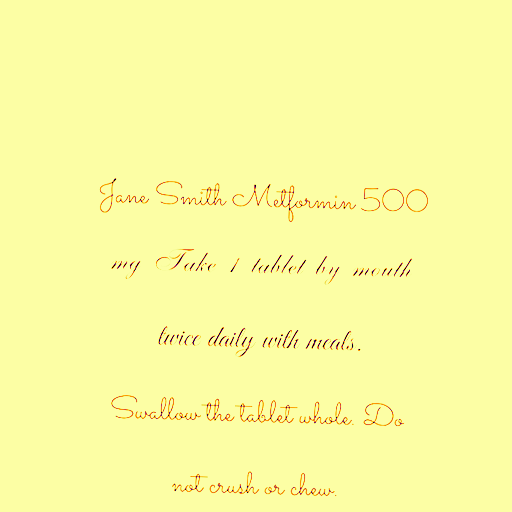 Jane Smith Metformin 500
my Take 1 tablet by mouth
twice daily with meals.
Swallow the tablet whole. Do
not crush or chew.